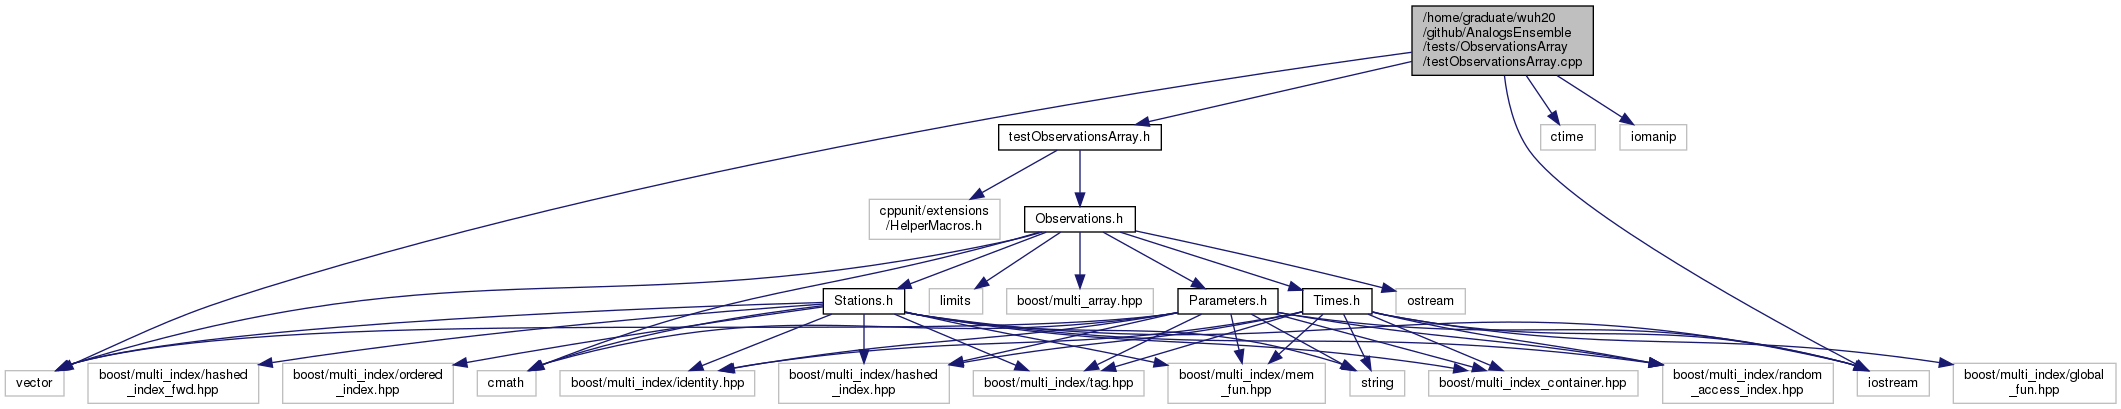 /home/graduate/wuh20
/github/AnalogsEnsemble
/tests/ObservationsArray
/testObservationsArray.cpp
testObservationsArray.h
ctime
iomanip
cppunit/extensions
/HelperMacros.h
Observations.h
Stations.h
limits
boost/multi_array.hpp
Parameters.h
Times.h
ostream
vector
boost/multi_index/hashed
_index_fwd.hpp
boost/multi_index/ordered
_index.hpp
cmath
boost/multi_index/identity.hpp
boost/multi_index/hashed
_index.hpp
boost/multi_index/tag.hpp
boost/multi_index/mem
_fun.hpp
string
boost/multi_index_container.hpp
boost/multi_index/random
_access_index.hpp
iostream
boost/multi_index/global
_fun.hpp